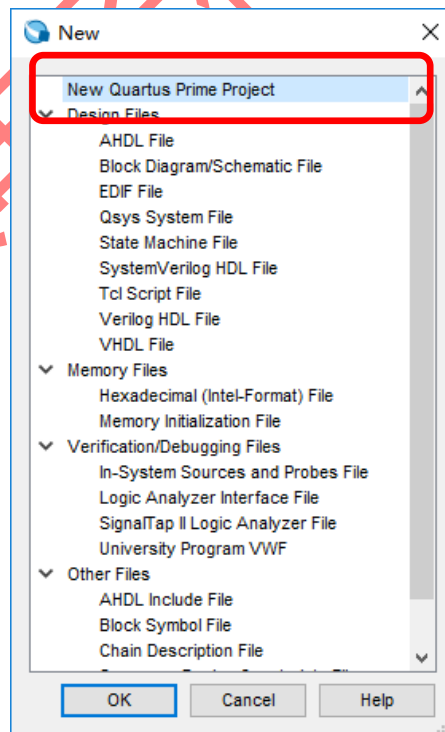 New
New Quartus Prime Project
Design Files
AHDL File
Block Diagram/Schematic File
EDIF File
Qsys System File
State Machine File
SystemVerilog HDL File
Tcl Script File
Verilog HDL File
VHDL File
Memory Files
Hexadecimal (Intel-Format) File
Memory Initialization File
Verification/Debugging Files
In-System Sources and Probes File
Logic Analyzer Interface File
SignalTap II Logic Analyzer File
University Program VWF
Other Files
AHDL Include File
Block Symbol File
Chain Description File
OK Cancel Help